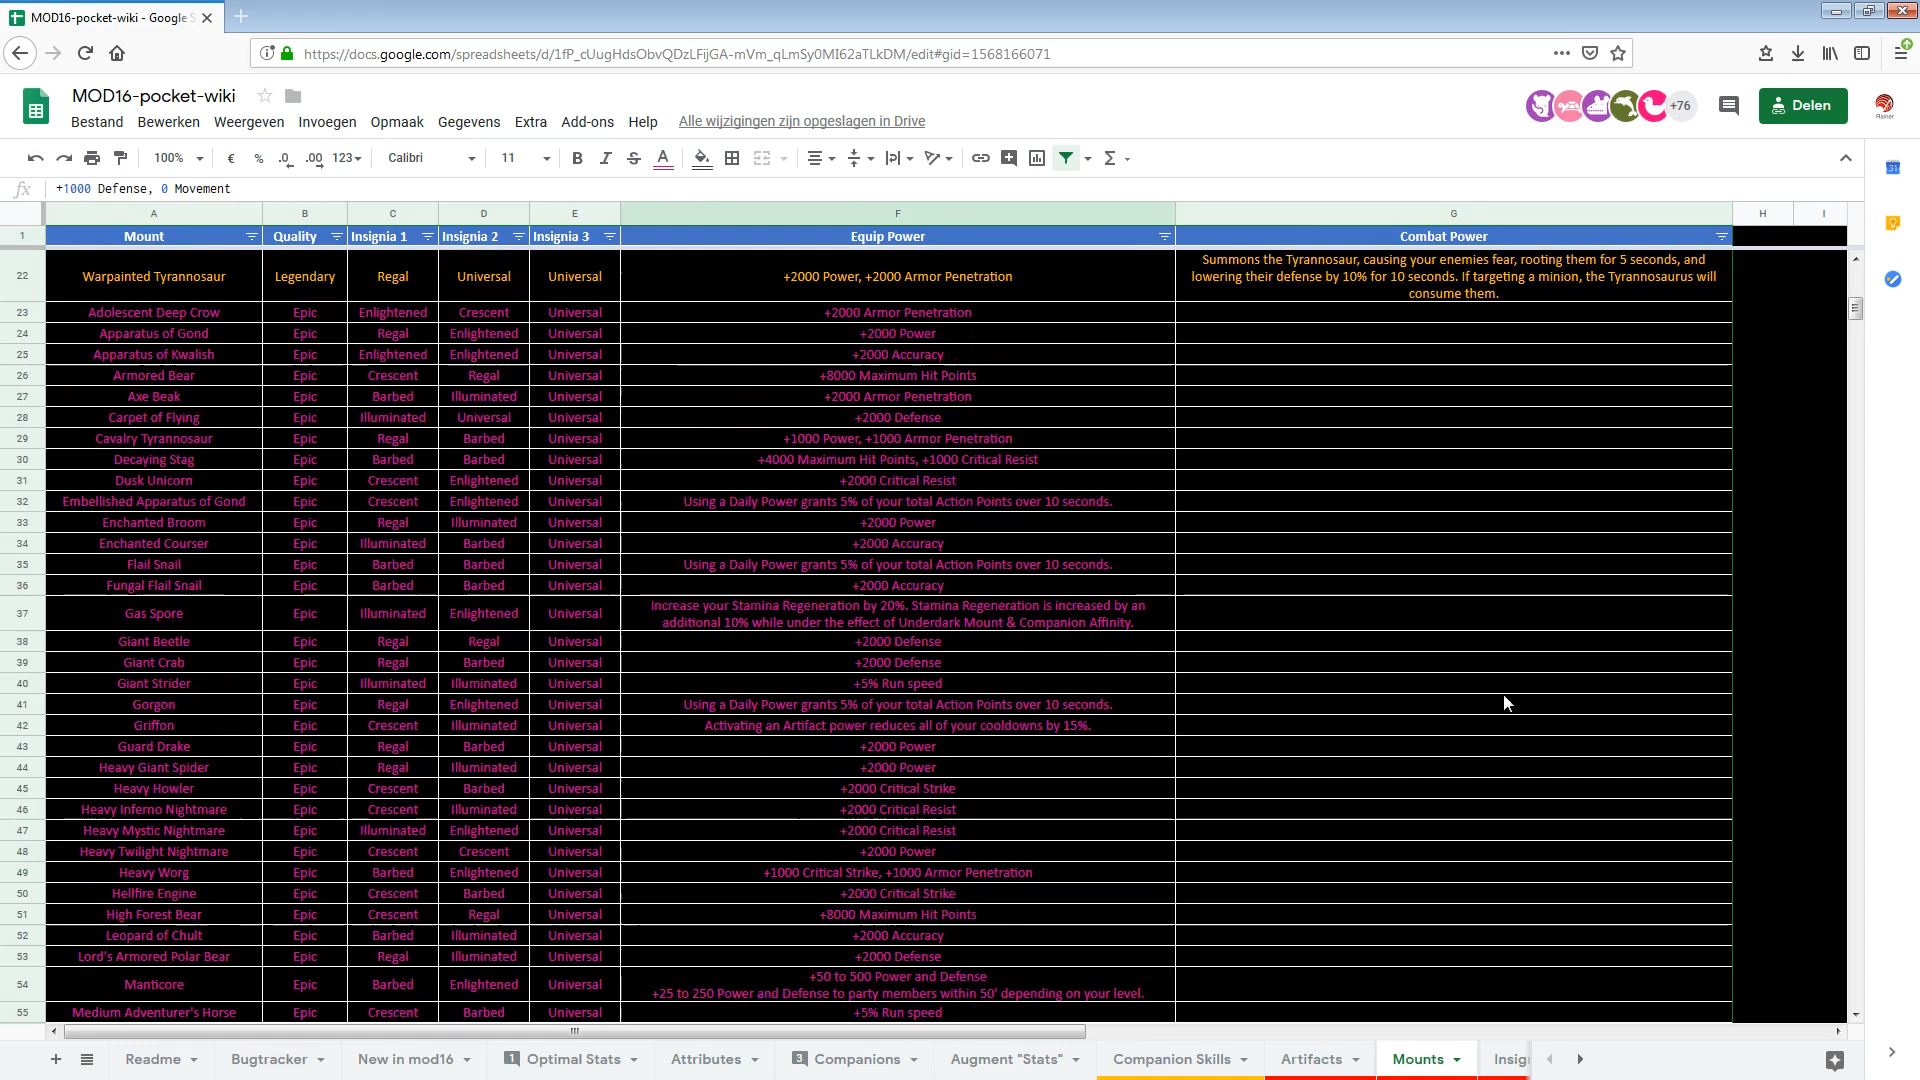 MOD16-pocket-wiki - Google S
https://docs.google.com/spreadsheets/d/1fP_cUugHdsObvQDzLFijGA-mVm_qLmSy0MI62aTLkDM/edit#gid=1568166071
MOD16-pocket-wiki
+76
Delen
Rainer
Bestand Bewerken Weergeven Invoegen Opmaak Gegevens Extra Add-ons Help Alle wijzigingen zijn opgeslagen in Drive
100% € % .0 .00 123 Calibri 11 B I S A Σ
31
fx +1000 Defense, 0 Movement
A B C D E F G H I
1 Mount Quality Insignia 1 Insignia 2 Insignia 3 Equip Power Combat Power
22 Warpainted Tyrannosaur Legendary Regal Universal +2000 Power, +2000 Armor Penetration
Summons the Tyrannosaur, causing your enemies fear, rooting them for 5 seconds, and
lowering their defense by 10% for 10 seconds. If targeting a minion, the Tyrannosaurus will
consume them.
23 Adolescent Deep Crow Epic Enlightened Crescent Universal +2000 Armor Penetration
24 Apparatus of Gond Epic Regal Enlightened Universal +2000 Power
25 Apparatus of Kwalish Epic Enlightened Enlightened Universal +2000 Accuracy
26 Armored Bear Epic Crescent Regal Universal +8000 Maximum Hit Points
27 Axe Beak Epic Barbed Illuminated Universal +2000 Armor Penetration
28 Carpet of Flying Epic Illuminated Universal Universal +2000 Defense
29 Cavalry Tyrannosaur Epic Regal Barbed Universal +1000 Power, +1000 Armor Penetration
30 Decaying Stag Epic Barbed Barbed Universal +4000 Maximum Hit Points, +1000 Critical Resist
31 Dusk Unicorn Epic Crescent Enlightened Universal +2000 Critical Resist
32 Embellished Apparatus of Gond Epic Crescent Enlightened Universal Using a Daily Power grants 5% of your total Action Points over 10 seconds.
33 Enchanted Broom Epic Regal Illuminated Universal +2000 Power
34 Enchanted Courser Epic Illuminated Barbed Universal +2000 Accuracy
35 Flail Snail Epic Barbed Barbed Universal Using a Daily Power grants 5% of your total Action Points over 10 seconds.
36 Fungal Flail Snail Epic Barbed Barbed Universal +2000 Accuracy
37 Gas Spore Epic Illuminated Enlightened Universal Increase your Stamina Regeneration by 20%. Stamina Regeneration is increased by an
additional 10% while under the effect of Underdark Mount & Companion Affinity.
38 Giant Beetle Epic Regal Regal Universal +2000 Defense
39 Giant Crab Epic Regal Barbed Universal +2000 Defense
40 Giant Strider Epic Illuminated Illuminated Universal +5% Run speed
41 Gorgon Epic Regal Enlightened Universal Using a Daily Power grants 5% of your total Action Points over 10 seconds.
42 Griffon Epic Crescent Illuminated Universal Activating an Artifact power reduces all of your cooldowns by 15%.
43 Guard Drake Epic Regal Barbed Universal +2000 Power
44 Heavy Giant Spider Epic Regal Illuminated Universal +2000 Power
45 Heavy Howler Epic Crescent Barbed Universal +2000 Critical Strike
46 Heavy Inferno Nightmare Epic Crescent Illuminated Universal +2000 Critical Resist
47 Heavy Mystic Nightmare Epic Illuminated Enlightened Universal +2000 Critical Resist
48 Heavy Twilight Nightmare Epic Crescent Crescent Universal +2000 Power
49 Heavy Worg Epic Barbed Enlightened Universal +1000 Critical Strike, +1000 Armor Penetration
50 Hellfire Engine Epic Crescent Barbed Universal +2000 Critical Strike
51 High Forest Bear Epic Crescent Regal Universal +8000 Maximum Hit Points
52 Leopard of Chult Epic Barbed Illuminated Universal +2000 Accuracy
53 Lord's Armored Polar Bear Epic Regal Illuminated Universal +2000 Defense
54 Manticore Epic Barbed Enlightened Universal +50 to 500 Power and Defense
+25 to 250 Power and Defense to party members within 50' depending on your level.
55 Medium Adventurer's Horse Epic Crescent Barbed Universal +5% Run speed
Readme Bugtracker New in mod16 1 Optimal Stats Attributes 3 Companions Augment "Stats" Companion Skills Artifacts Mounts Insig